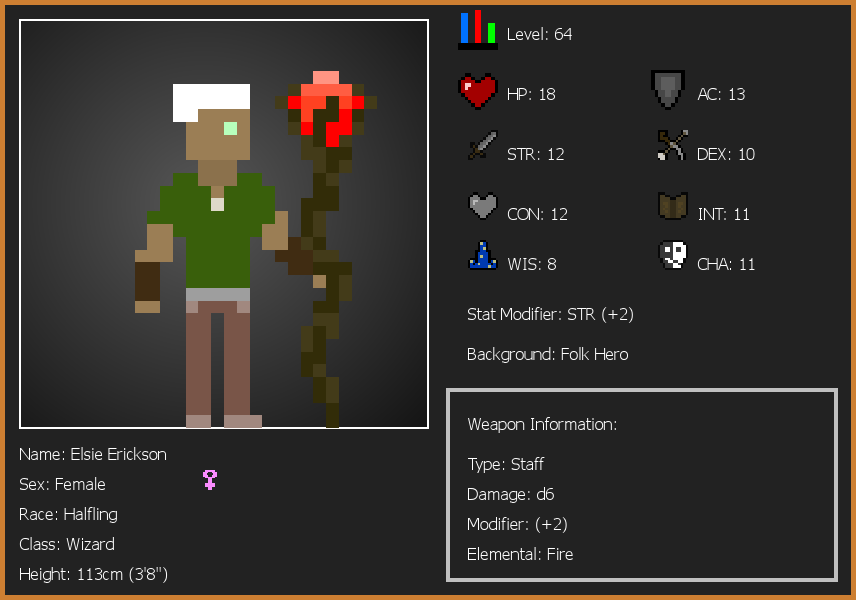 Level: 64
HP: 18
AC: 13
STR: 12
DEX: 10
CON: 12
INT: 11
WIS: 8
CHA: 11
Stat Modifier: STR (+2)
Background: Folk Hero
Weapon Information:
Type: Staff
Damage: d6
Modifier: (+2)
Elemental: Fire
Name: Elsie Erickson
Sex: Female
Race: Halfling
Class: Wizard
Height: 113cm (3'8")